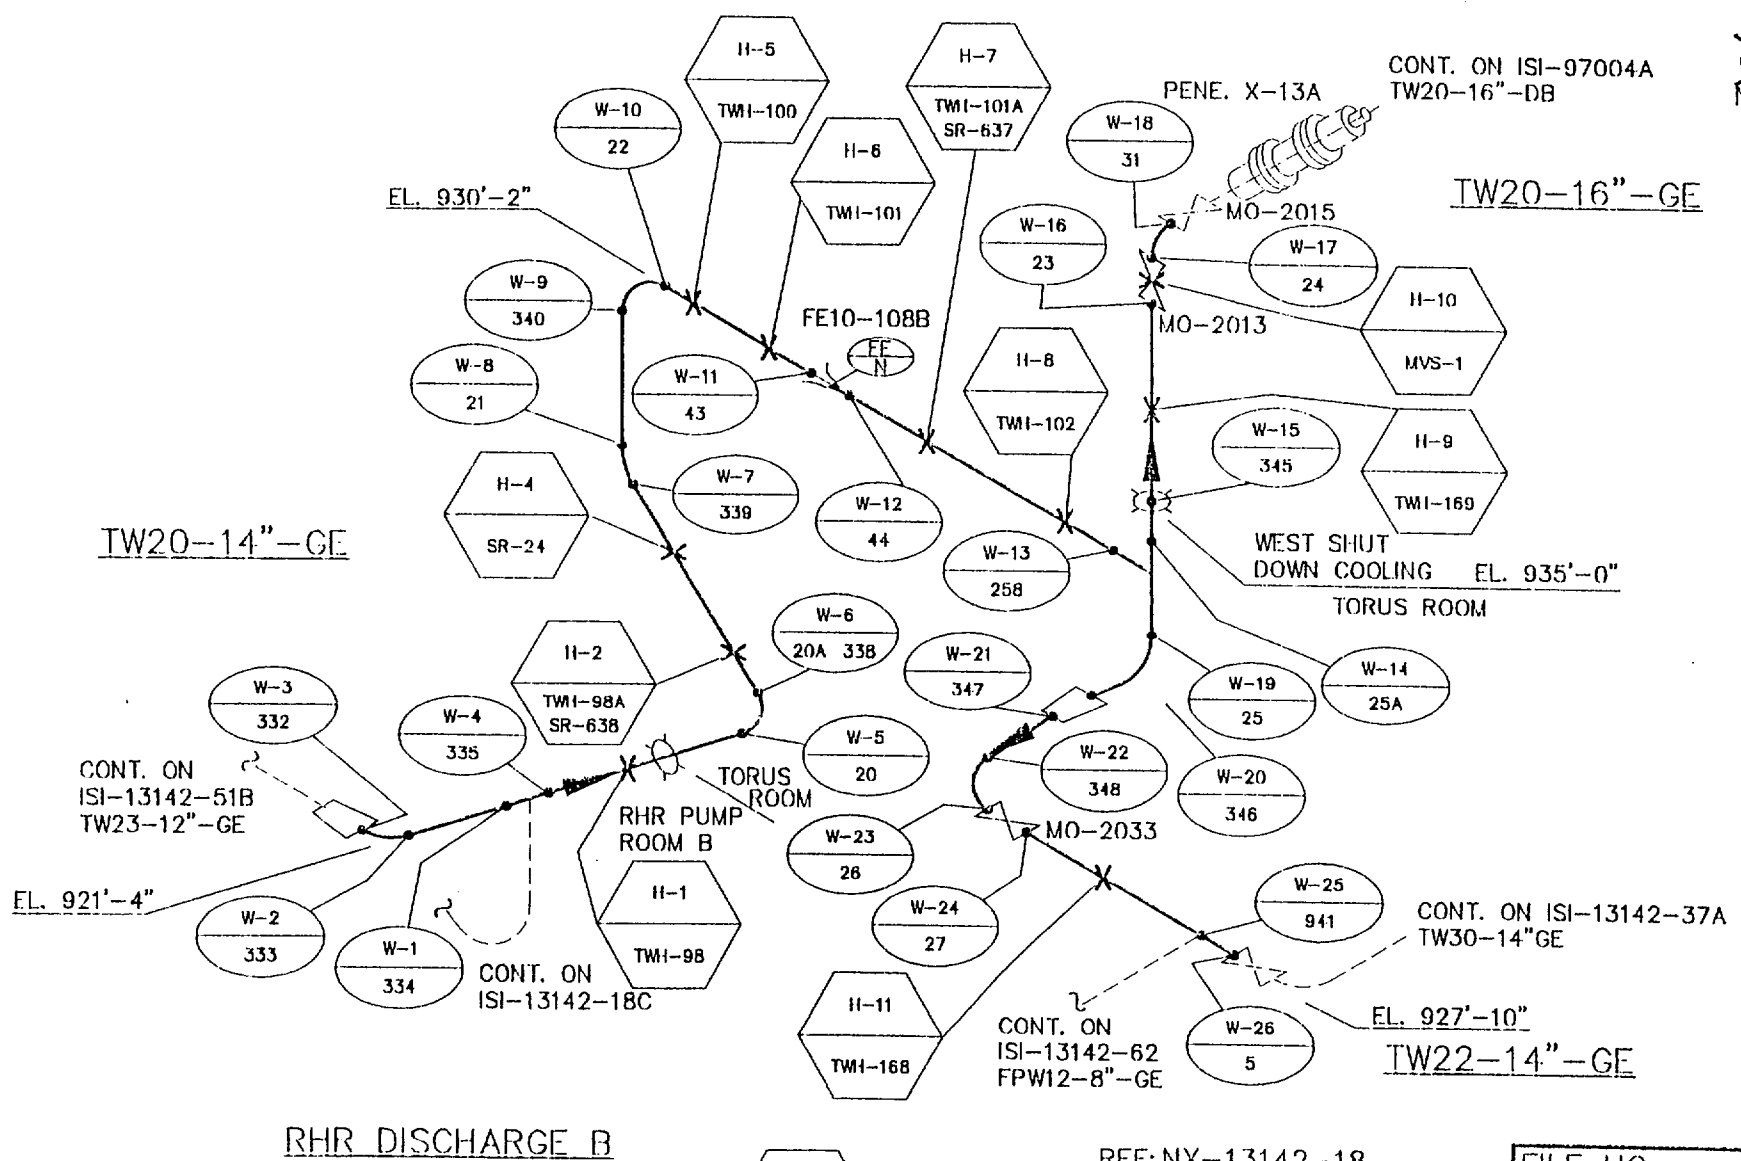 H-5
TWH-100
H-7
TWH-101A
SR-637
CONT. ON ISI-97004A
TW20-16"-DB
PENE. X-13A
W-10
22
H-6
TWH-101
W-18
31
EL. 930'-2"
TW20-16"-GE
MO-2015
W-16
23
W-17
24
W-9
340
H-10
MVS-1
FE10-108B
FE
N
MO-2013
H-8
TWH-102
W-8
21
W-11
43
W-15
345
H-9
TWH-169
H-4
SR-24
W-7
339
W-12
44
W-13
258
TW20-14"-GE
WEST SHUT
DOWN COOLING
EL. 935'-0"
TORUS ROOM
W-6
20A 338
H-2
TWH-98A
SR-638
W-21
347
W-19
25
W-14
25A
W-3
332
W-4
335
W-5
20
W-22
348
W-20
346
CONT. ON
ISI-13142-51B
TW23-12"-GE
TORUS
ROOM
RHR PUMP
ROOM B
MO-2033
W-23
26
EL. 921'-4"
W-2
333
W-1
334
H-1
TWH-98
W-24
27
W-25
941
CONT. ON ISI-13142-37A
TW30-14"GE
CONT. ON
ISI-13142-18C
H-11
TWH-168
CONT. ON
ISI-13142-62
FPW12-8"-GE
W-26
5
EL. 927'-10"
TW22-14"-GE
RHR DISCHARGE B
REF: NX-13142-18